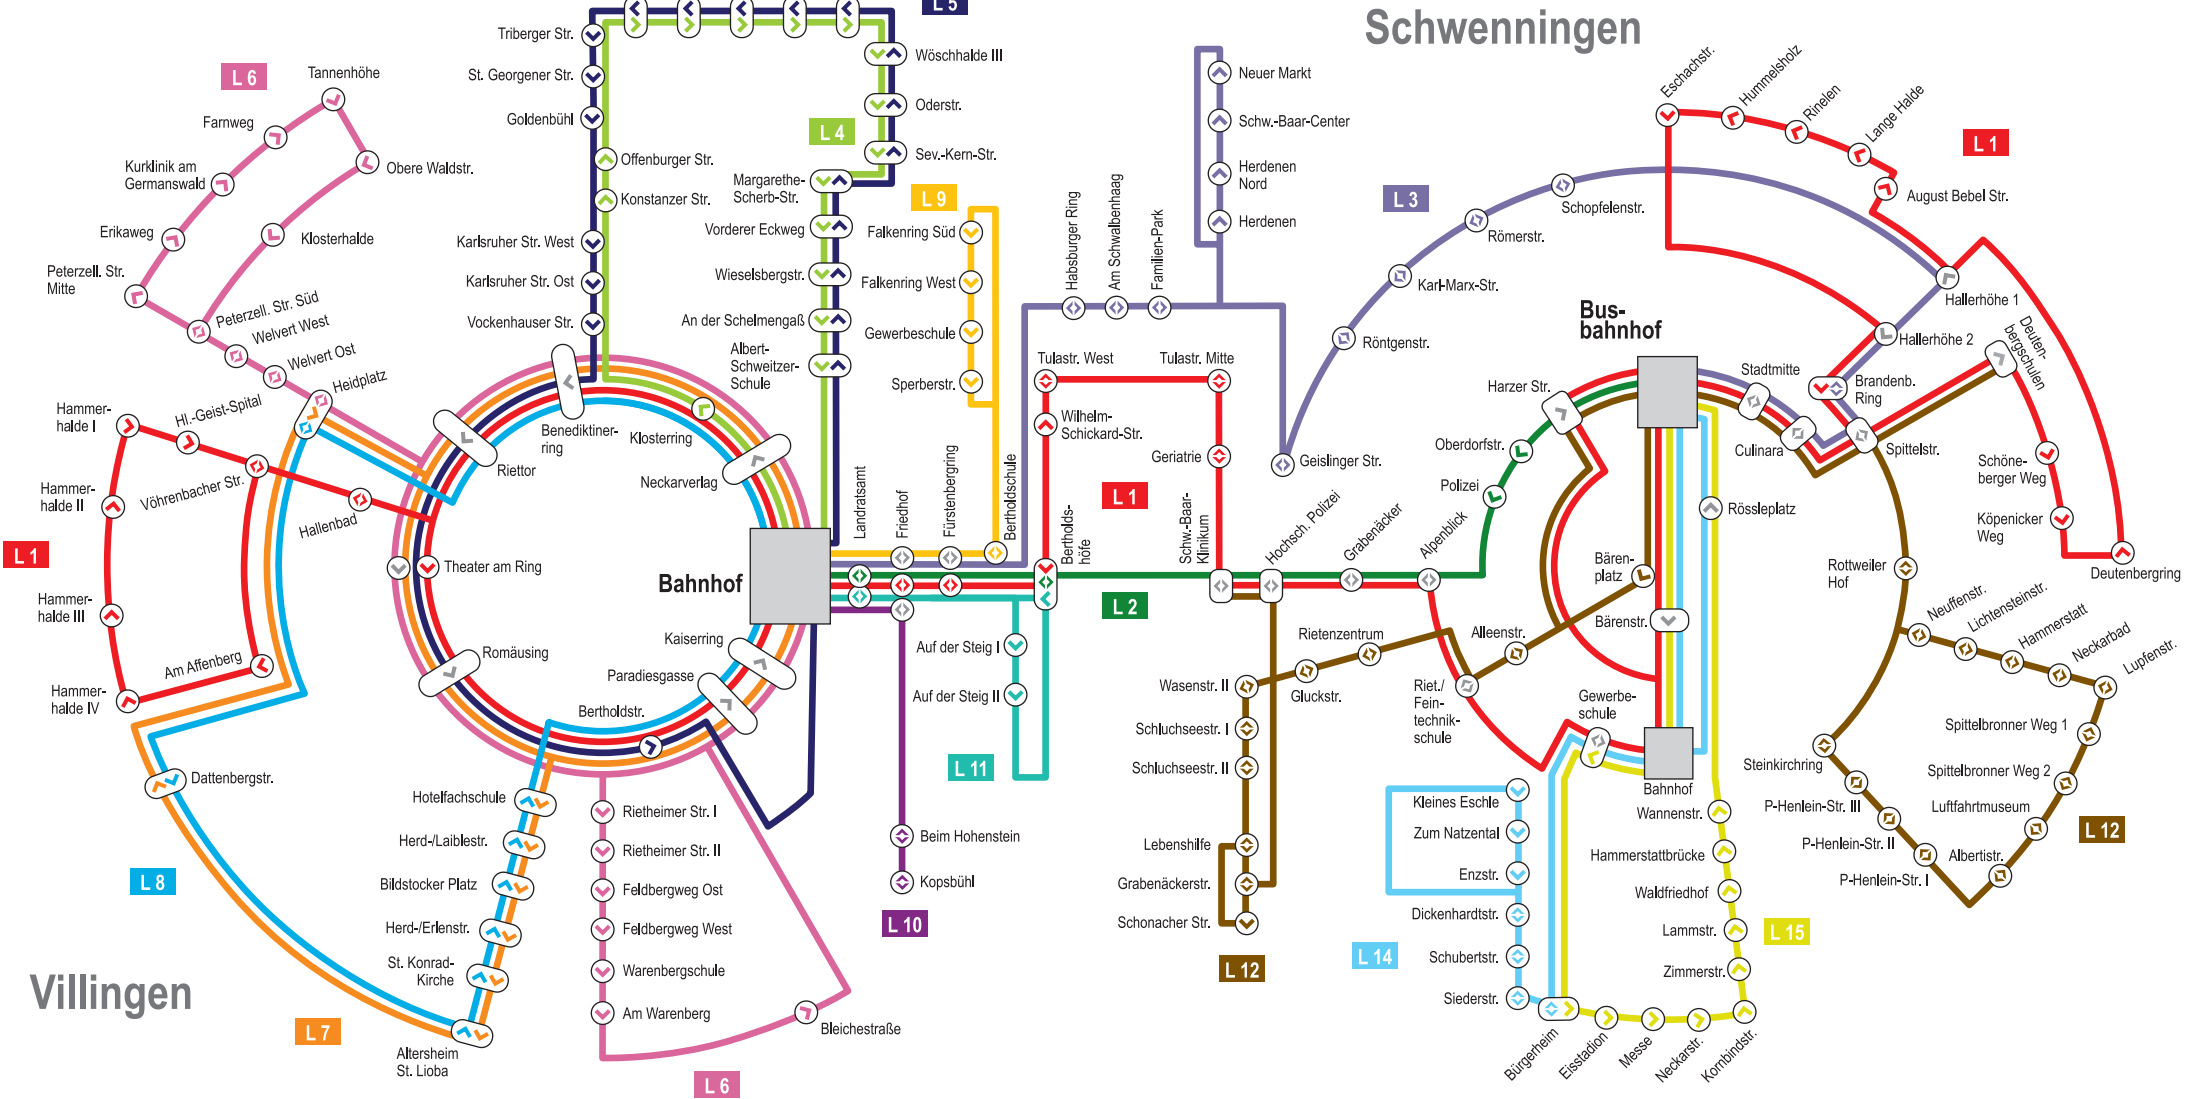 L 5
Schwenningen
Triberger Str.
St. Georgener Str.
Goldenbühl
Wöschhalde III
Oderstr.
Sev.-Kern-Str.
L 4
L 6
Tannenhöhe
Farnweg
Kurklinik am
Germanswald
Obere Waldstr.
Erikaweg
Klosterhalde
Peterzell. Str.
Mitte
Peterzell. Str. Süd
Welvert West
Welvert Ost
Heidplatz
Offenburger Str.
Konstanzer Str.
Karlsruher Str. West
Karlsruher Str. Ost
Vockenhauser Str.
Margarethe-
Scherb-Str.
Vorderer Eckweg
Wieselsbergstr.
An der Schelmengaß
Albert-
Schweitzer-
Schule
L 9
Falkenring Süd
Falkenring West
Gewerbeschule
Sperberstr.
Habsburger Ring
Am Schwalbenhaag
Familien-Park
Neuer Markt
Schw.-Baar-Center
Herdenen
Nord
Herdenen
L 3
Schopfelenstr.
Römerstr.
Karl-Marx-Str.
Röntgenstr.
Geislinger Str.
Eschachstr.
Hummelsholz
Rinelen
Lange Halde
L 1
August Bebel Str.
Hallerhöhe 1
Hallerhöhe 2
Deuten-
bergschulen
Bus-
bahnhof
Stadtmitte
Culinara
Brandenb.
Ring
Spittelstr.
Schöne-
berger Weg
Köpenicker
Weg
Deutenbergring
Hammer-
halde I
Hl.-Geist-Spital
Hammer-
halde II
Vöhrenbacher Str.
Hallenbad
L 1
Hammer-
halde III
Am Affenberg
Hammer-
halde IV
Riettor
Benediktiner-
ring
Klosterring
Neckarverlag
Theater am Ring
Bahnhof
Romäusing
Kaiserring
Paradiesgasse
Bertholdstr.
Landratsamt
Friedhof
Fürstenbergring
Bertholdschule
Tulastr. West
Tulastr. Mitte
Wilhelm-
Schickard-Str.
Geriatrie
L 1
Berthold-
shöfe
Schw.-Baar-
Klinikum
Hochsch. Polizei
Grabenäcker
Alpenblick
L 2
Harzer Str.
Oberdorfstr.
Polizei
Rössleplatz
Bären-
platz
Bärenstr.
Rottweiler
Hof
Neuffenstr.
Lichtensteinstr.
Hammerstatt
Neckarbad
Lupfenstr.
Auf der Steig I
Auf der Steig II
L 11
Rietenzentrum
Alleenstr.
Wasenstr. II
Gluckstr.
Riet./
Fein-
technik-
schule
Gewerbe-
schule
Schluchseestr. I
Schluchseestr. II
Bahnhof
Spittelbronner Weg 1
Steinkirchring
Spittelbronner Weg 2
P-Henlein-Str. III
Luftfahrtmuseum
P-Henlein-Str. II
Albertistr.
P-Henlein-Str. I
L 12
Dattenbergstr.
Hotelfachschule
Herd-/Laiblestr.
Bildstocker Platz
Herd-/Erlenstr.
St. Konrad-
Kirche
Altersheim
St. Lioba
L 8
L 7
Villingen
Rietheimer Str. I
Rietheimer Str. II
Feldbergweg Ost
Feldbergweg West
Warenbergschule
Am Warenberg
Bleichestraße
L 6
Beim Hohenstein
Kopsbühl
L 10
Lebenshilfe
Grabenäckerstr.
Schonacher Str.
L 12
Kleines Eschle
Zum Natzental
Enzstr.
Dickenhardtstr.
Schubertstr.
Siederstr.
L 14
Wannenstr.
Hammerstattbrücke
Waldfriedhof
Lammstr.
Zimmerstr.
L 15
Bürgerheim
Eisstadion
Messe
Neckarstr.
Kornbindstr.